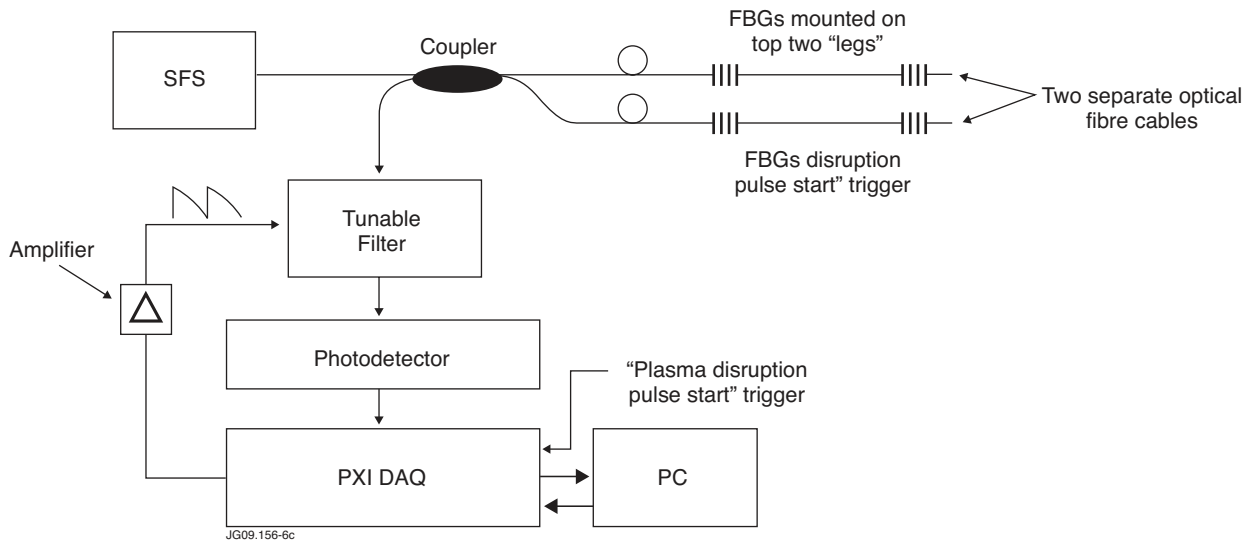 SFS
Coupler
FBGs mounted on
top two “legs”
Two separate optical
fibre cables
FBGs disruption
pulse start” trigger
Tunable
Filter
Amplifier
Photodetector
“Plasma disruption
pulse start” trigger
PXI DAQ
PC
JG09.156-6c